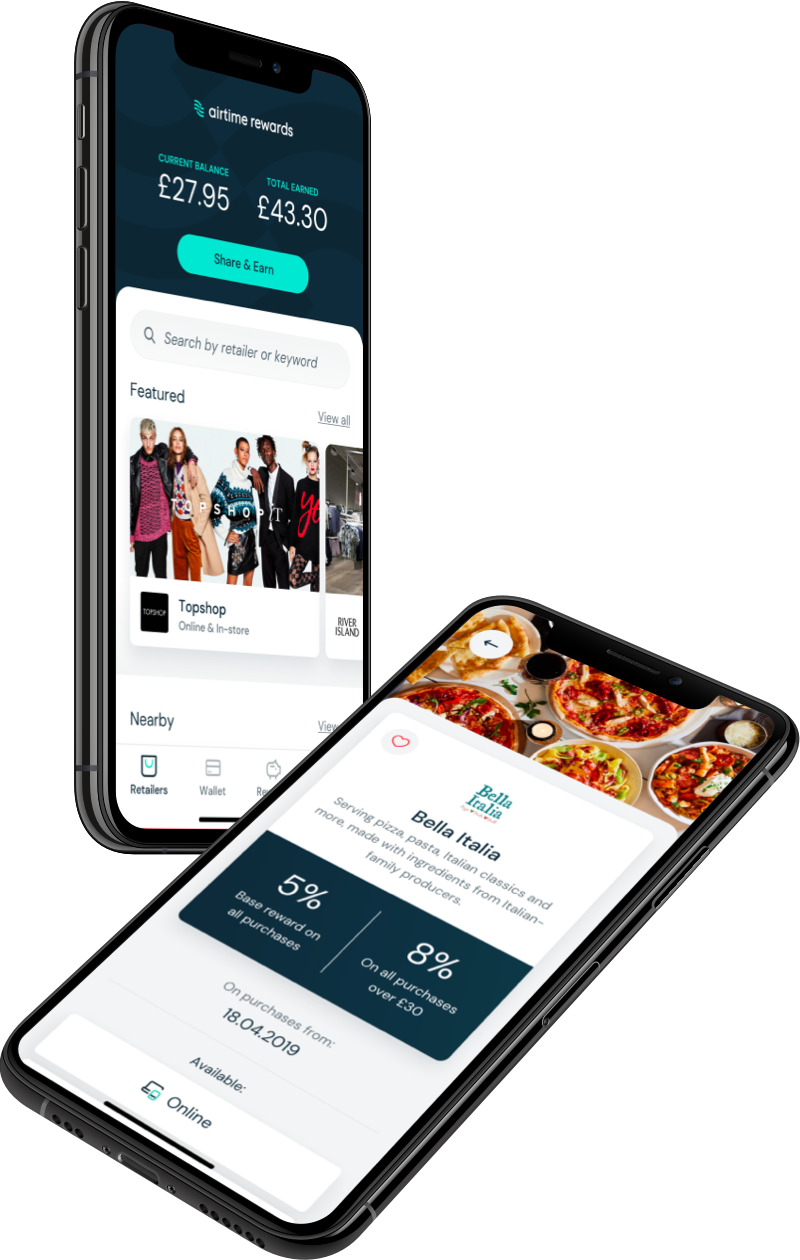 airtime rewards
CURRENT BALANCE
£27.95
TOTAL EARNED
£43.30
Share & Earn
Search by retailer or keyword
Featured
View all
TOPSHOP
TOPSHOP
Topshop
Online & In-store
RIVER
ISLAND
Nearby
View
Retailers
Wallet
Bella
Italia
Bella Italia
Serving pizza, pasta, Italian classics and
more, made with ingredients from Italian-
family producers.
5%
Base reward on
all purchases
8%
On all purchases
over £30
On purchases from:
18.04.2019
Available:
Online